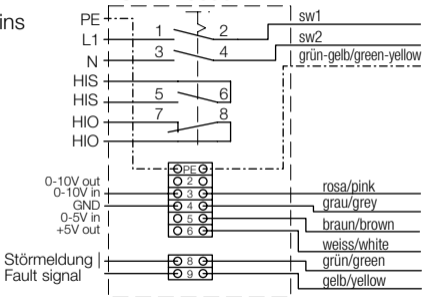 ins
PE
1 2 sw1
L1
3 4 sw2
N grün-gelb/green-yellow
HIS
HIS 5 6
HIO 7 8
HIO
PE
0-10V out 2
0-10V in 3 rosa/pink
GND 4 grau/grey
0-5V in 5 braun/brown
+5V out 6 weiss/white
Störmeldung | 8 grün/green
Fault signal 9 gelb/yellow